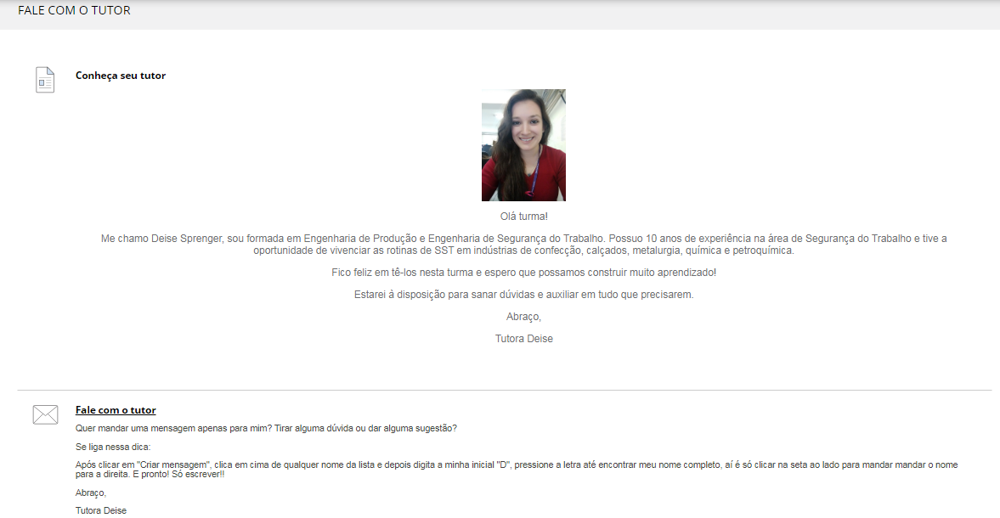 FALE COM O TUTOR
Conheça seu tutor
Olá turma!
Me chamo Deise Sprenger, sou formada em Engenharia de Produção e Engenharia de Segurança do Trabalho. Possuo 10 anos de experiência na área de Segurança do Trabalho e tive a
oportunidade de vivenciar as rotinas de SST em indústrias de confecção, calçados, metalurgia, química e petroquímica.
Fico feliz em tê-los nesta turma e espero que possamos construir muito aprendizado!
Estarei à disposição para sanar dúvidas e auxiliar em tudo que precisarem.
Abraço,
Tutora Deise
Fale com o tutor
Quer mandar uma mensagem apenas para mim? Tirar alguma dúvida ou dar alguma sugestão?
Se liga nessa dica:
Após clicar em "Criar mensagem", clica em cima de qualquer nome da lista e depois digita a minha inicial "D", pressione a letra até encontrar meu nome completo, aí é só clicar na seta ao lado para mandar mandar o nome
para a direita. E pronto! Só escrever!!
Abraço,
Tutora Deise